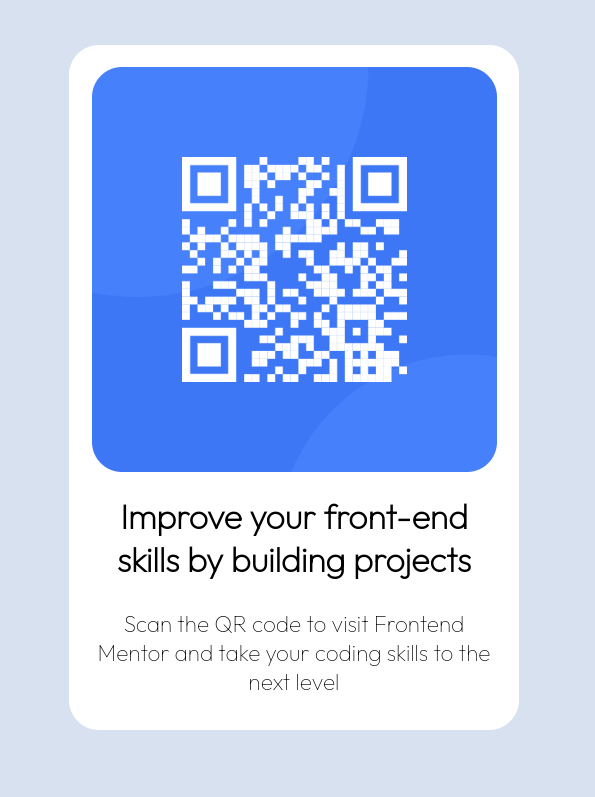 Improve your front-end
skills by building projects
Scan the QR code to visit Frontend
Mentor and take your coding skills to the
next level